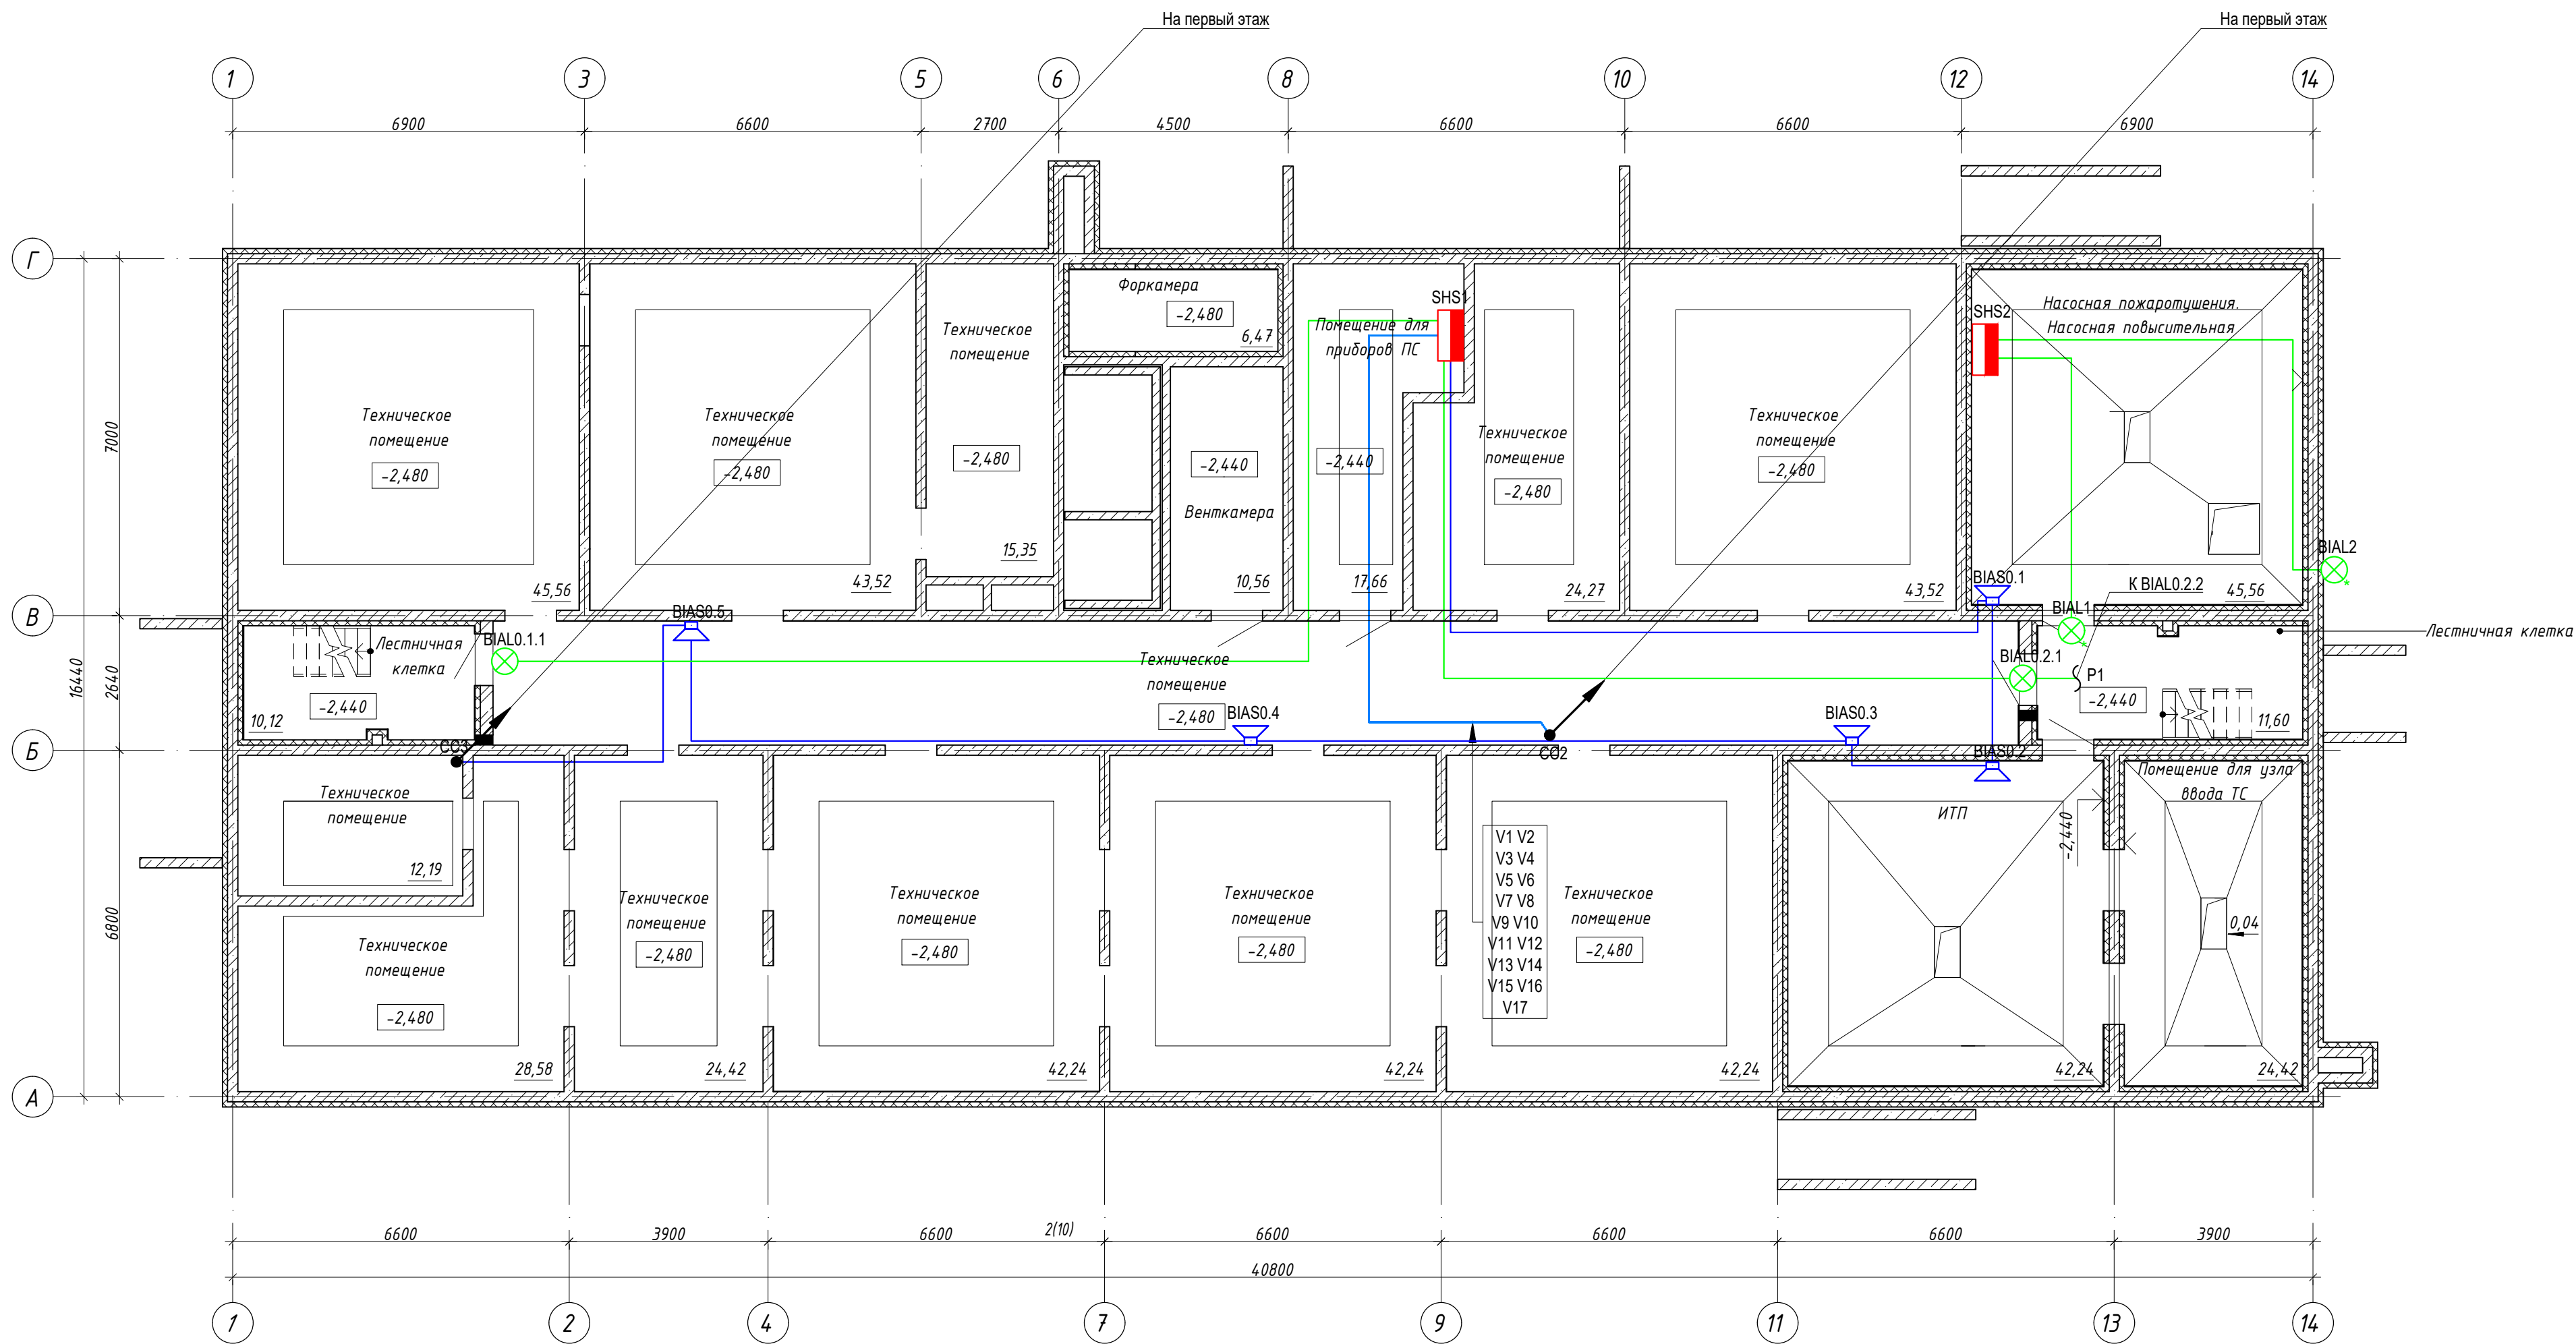 На первый этаж
На первый этаж
1
3
5
6
8
10
12
14
6900
6600
2700
4500
6600
6600
6900
Г
В
Б
А
16440
7000
2640
6800
Техническое
помещение
-2,480
45,56
Техническое
помещение
-2,480
43,52
Техническое
помещение
-2,480
15,35
Форкамера
-2,480
6,47
-2,440
Венткамера
10,56
Помещение для
приборов ПС
-2,440
17,66
SHS1
Техническое
помещение
-2,480
24,27
Техническое
помещение
-2,480
43,52
Насосная пожаротушения.
Насосная повысительная
SHS2
45,56
BIAL2
BIAS0.1
К BIAL0.2.2
BIAL1
Лестничная клетка
BIAS0.5
BIAL0.1.1
Лестничная
клетка
-2,440
10,12
Техническое
помещение
-2,480
BIAL0.2.1
P1
-2,440
11,60
BIAS0.4
BIAS0.3
BIAS0.2
СС3
СО2
Техническое
помещение
12,19
Техническое
помещение
-2,480
28,58
Техническое
помещение
-2,480
24,42
Техническое
помещение
-2,480
42,24
Техническое
помещение
-2,480
42,24
V1 V2
V3 V4
V5 V6
V7 V8
V9 V10
V11 V12
V13 V14
V15 V16
V17
Техническое
помещение
-2,480
42,24
ИТП
-2,440
42,24
Помещение для узла
ввода ТС
0,04
24,42
6600
3900
6600
2(10)
6600
6600
6600
3900
40800
1
2
4
7
9
11
13
14